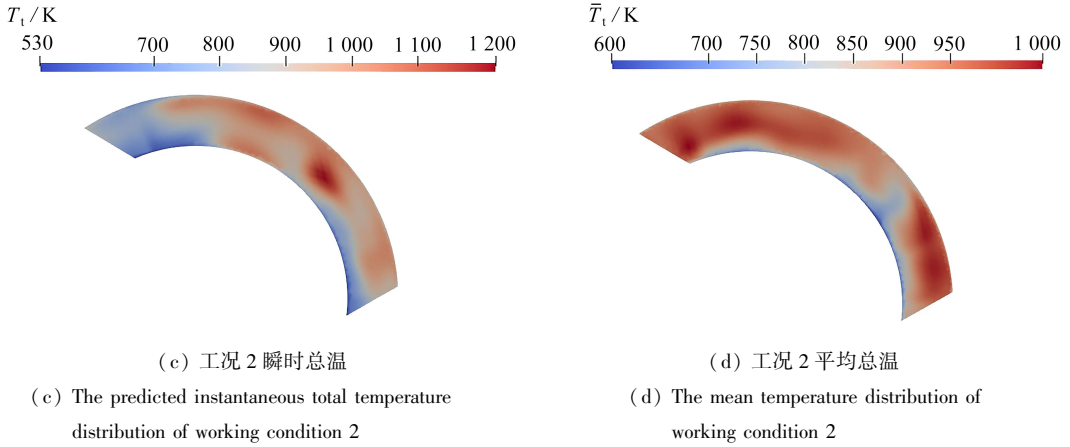 Tt / K
530 700 800 900 1 000 1 100 1 200
T̄t / K
600 700 750 800 850 900 950 1 000
(c) 工况 2 瞬时总温
(c) The predicted instantaneous total temperature
distribution of working condition 2
(d) 工况 2 平均总温
(d) The mean temperature distribution of
working condition 2